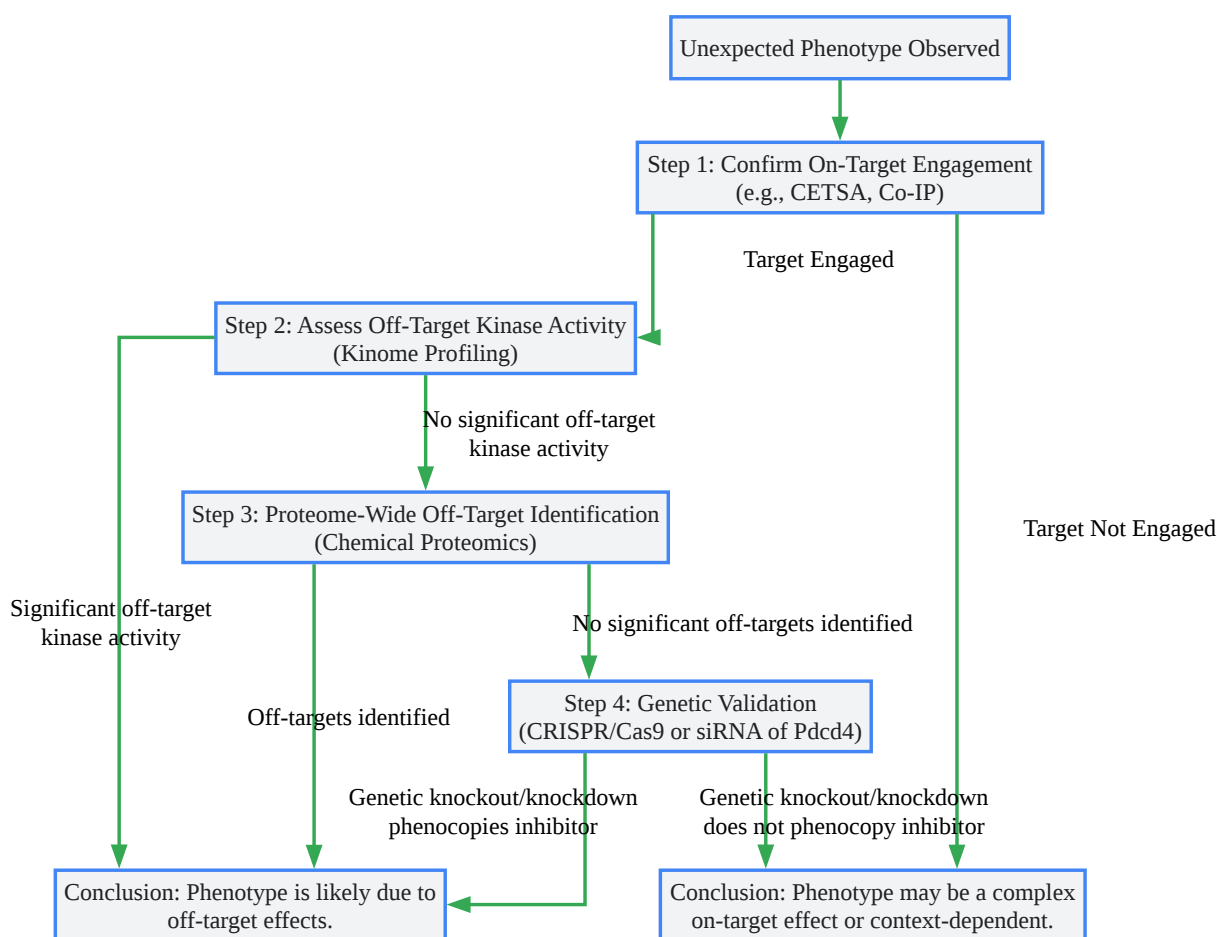 Unexpected Phenotype Observed
Step 1: Confirm On-Target Engagement
(e.g., CETSA, Co-IP)
Target Engaged
Step 2: Assess Off-Target Kinase Activity
(Kinome Profiling)
No significant off-target
kinase activity
Step 3: Proteome-Wide Off-Target Identification
(Chemical Proteomics)
Target Not Engaged
Significant off-target
kinase activity
No significant off-targets identified
Step 4: Genetic Validation
(CRISPR/Cas9 or siRNA of Pdcd4)
Off-targets identified
Genetic knockout/knockdown
phenocopies inhibitor
Genetic knockout/knockdown
does not phenocopy inhibitor
Conclusion: Phenotype is likely due to
off-target effects.
Conclusion: Phenotype may be a complex
on-target effect or context-dependent.